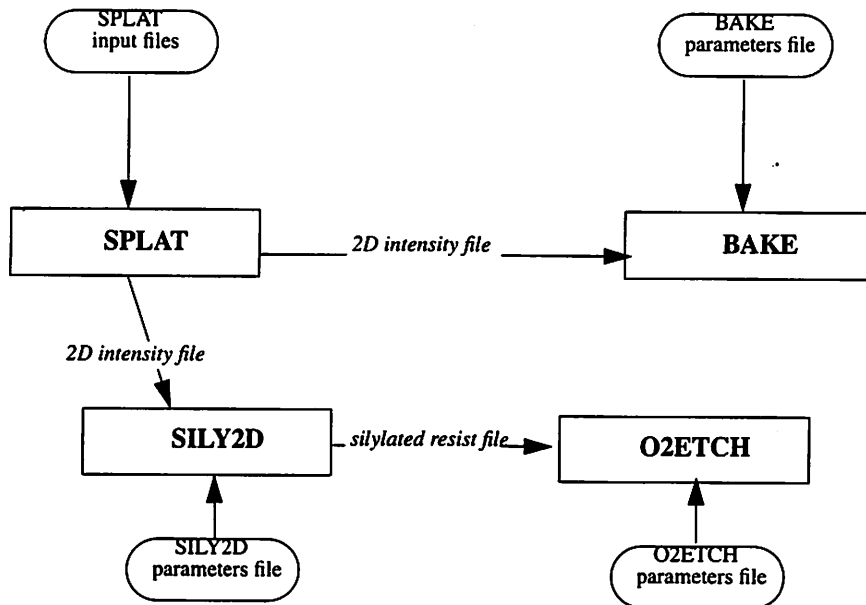 SPLAT
input files
BAKE
parameters file
SPLAT
2D intensity file
BAKE
2D intensity file
SILY2D
silylated resist file
O2ETCH
SILY2D
parameters file
O2ETCH
parameters file